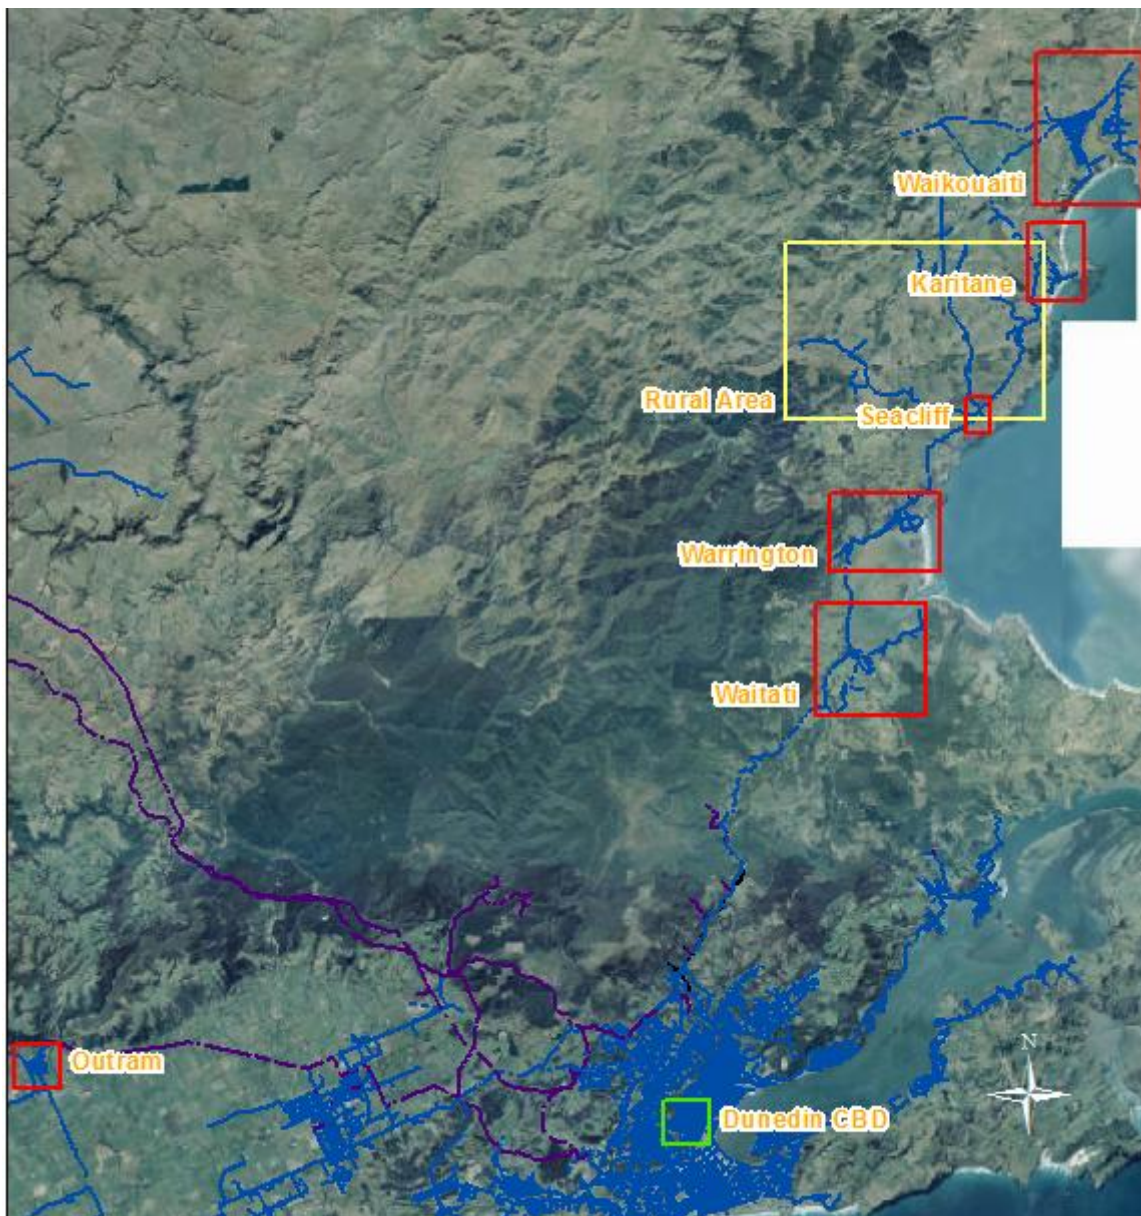 Waikouaiti
Karitane
Rural Area
Seacliff
Warrington
Waitati
N
Outram
Dunedin CBD